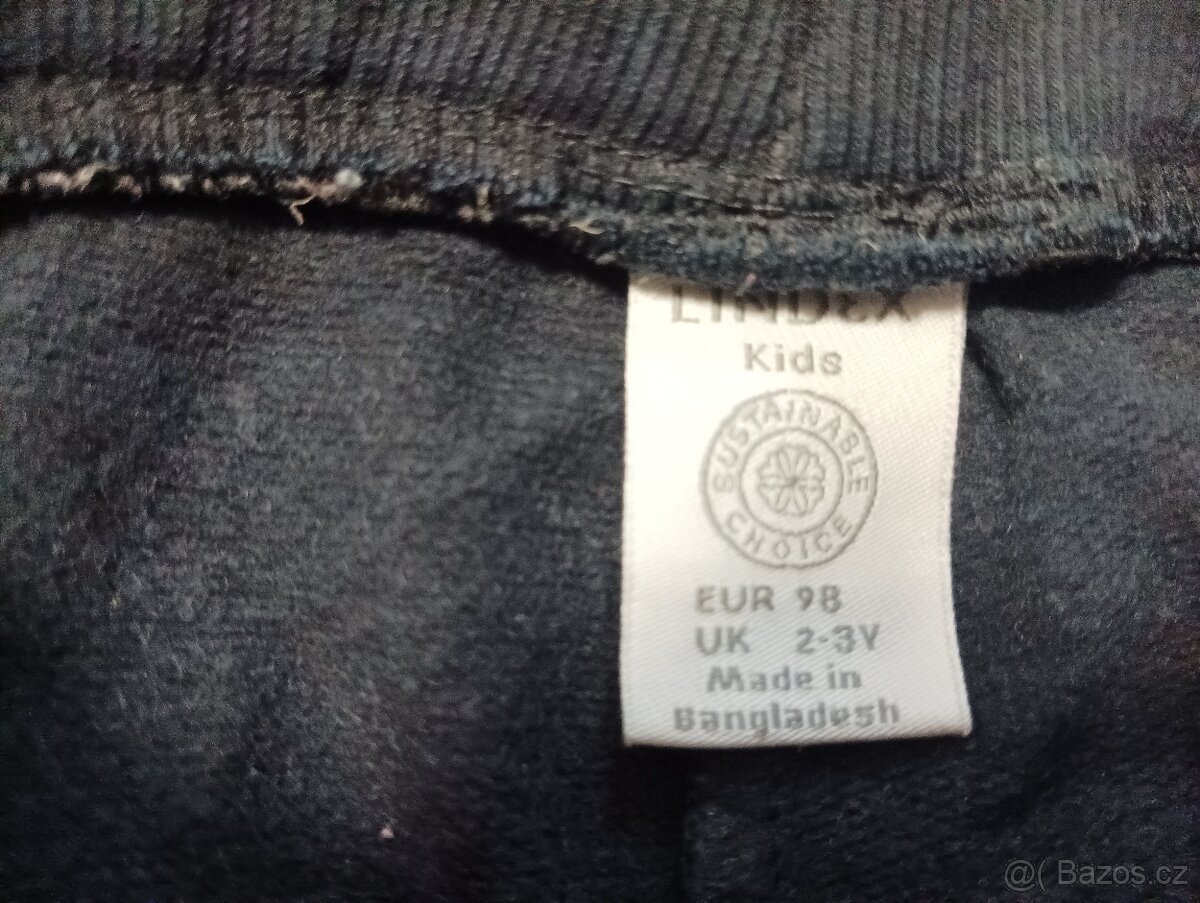 LINDEX
Kids
SUSTAINABLE
CHOICE
EUR 98
UK 2-3Y
Made in
Bangladesh
@( Bazos.cz